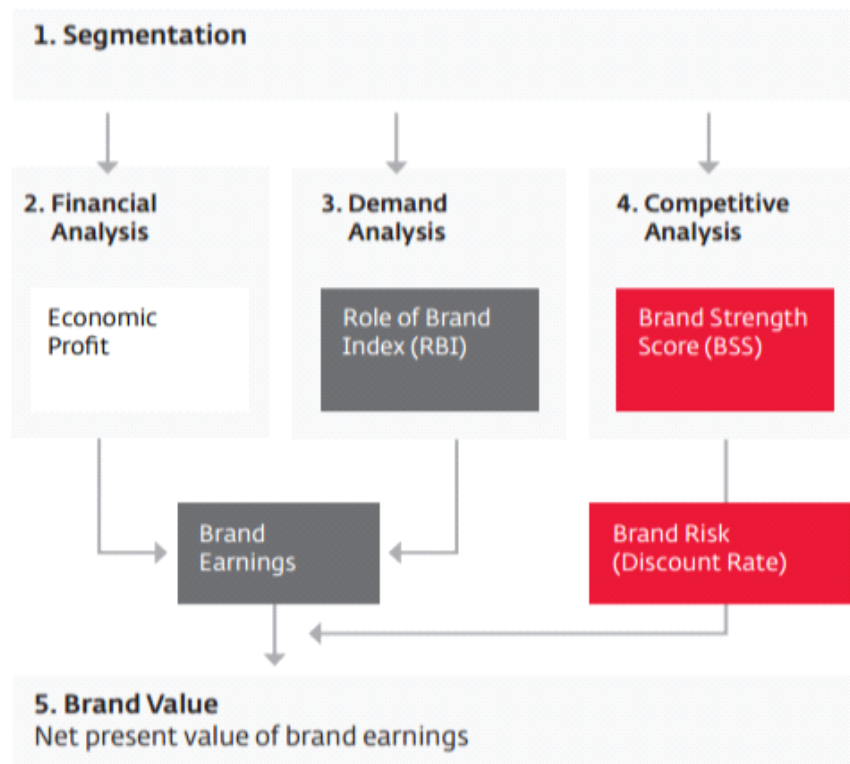 1. Segmentation
2. Financial
Analysis
Economic
Profit
3. Demand
Analysis
Role of Brand
Index (RBI)
4. Competitive
Analysis
Brand Strength
Score (BSS)
Brand
Earnings
Brand Risk
(Discount Rate)
5. Brand Value
Net present value of brand earnings